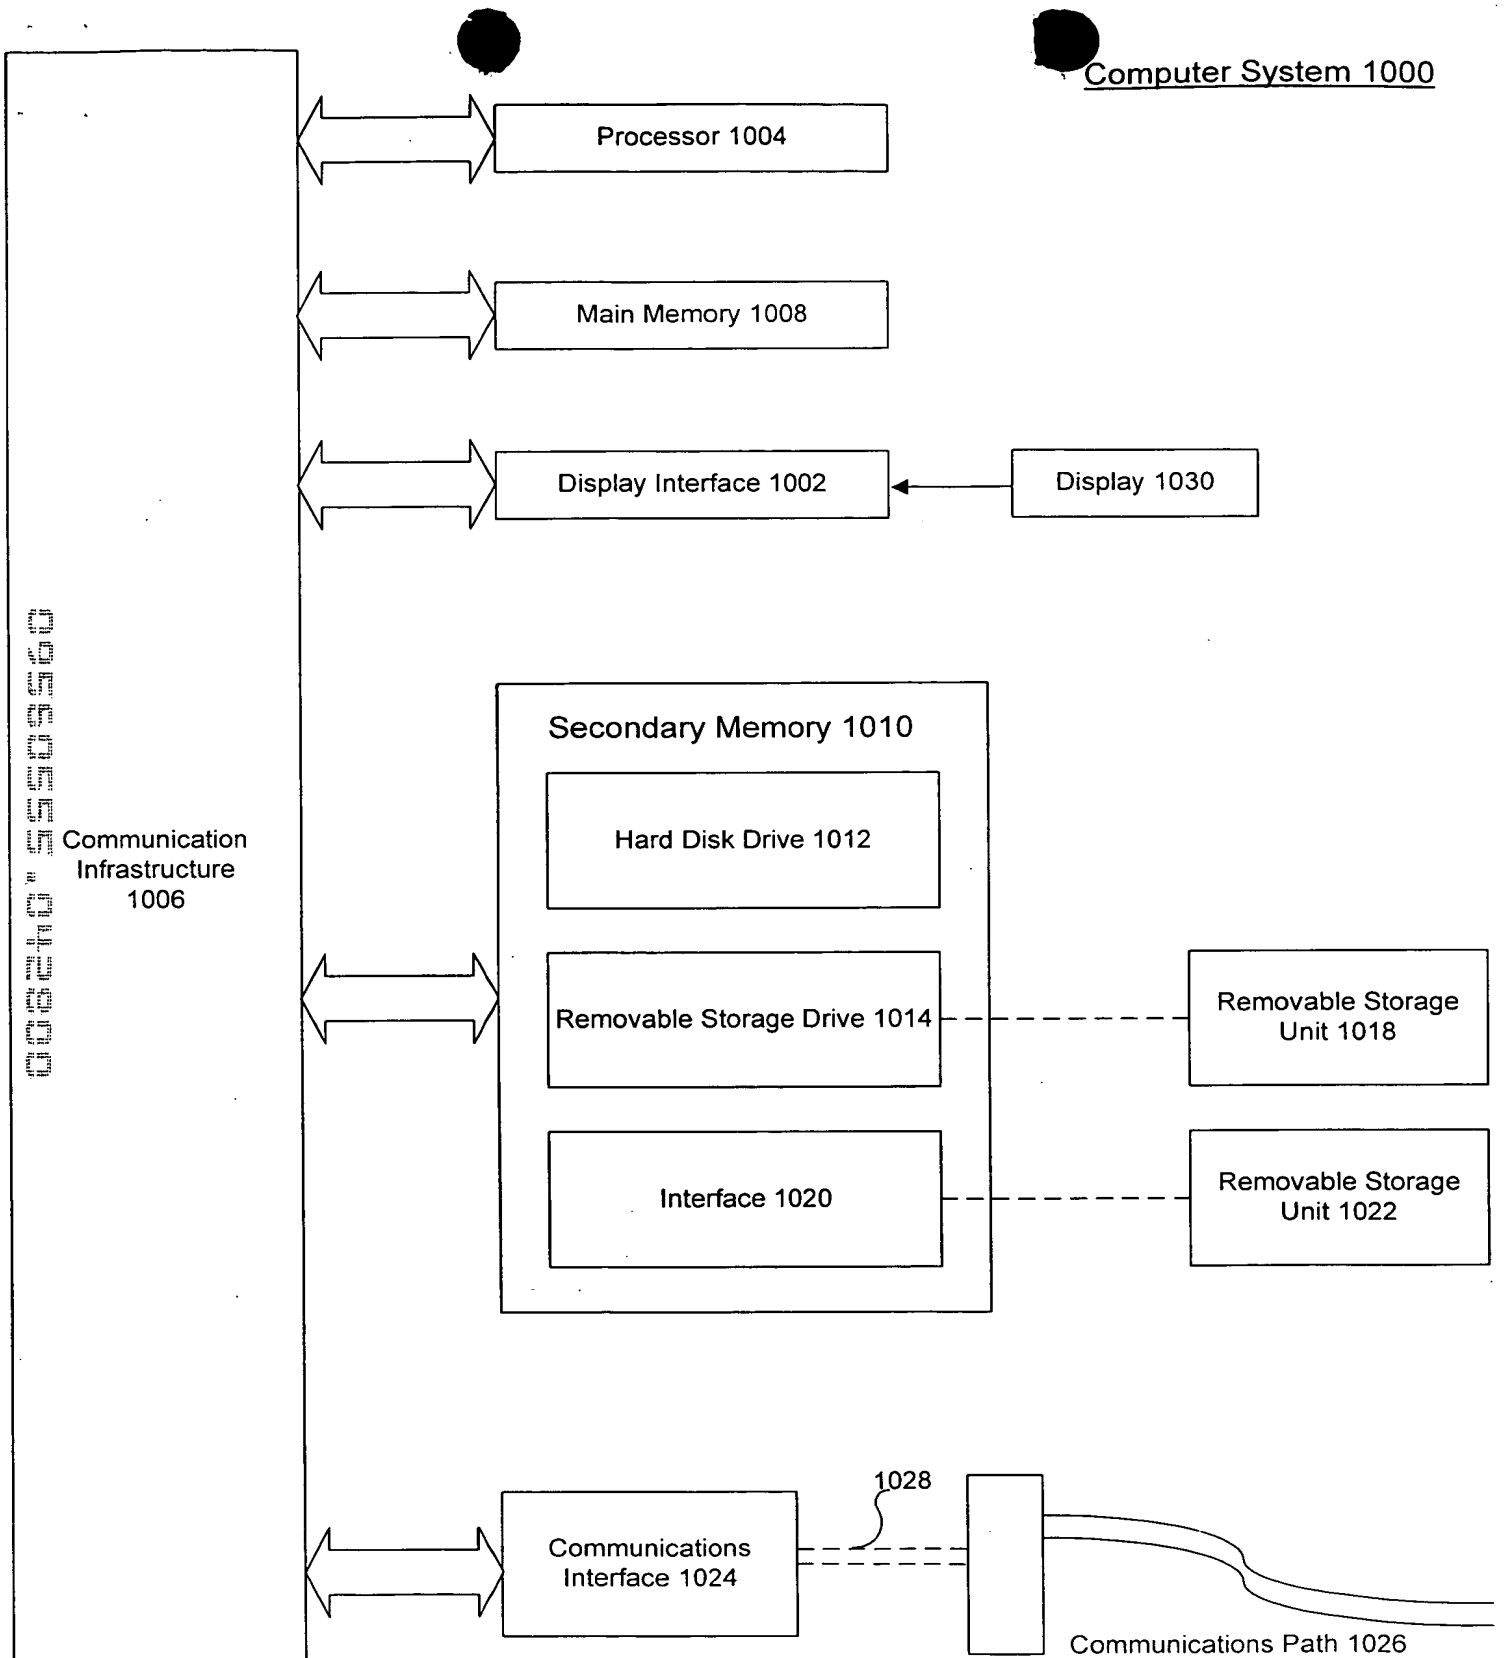 Computer System 1000
Processor 1004
Main Memory 1008
Display Interface 1002
Display 1030
Secondary Memory 1010
Hard Disk Drive 1012
Communication
Infrastructure
1006
Removable Storage Drive 1014
Removable Storage
Unit 1018
Interface 1020
Removable Storage
Unit 1022
1028
Communications
Interface 1024
Communications Path 1026
09550555.042800